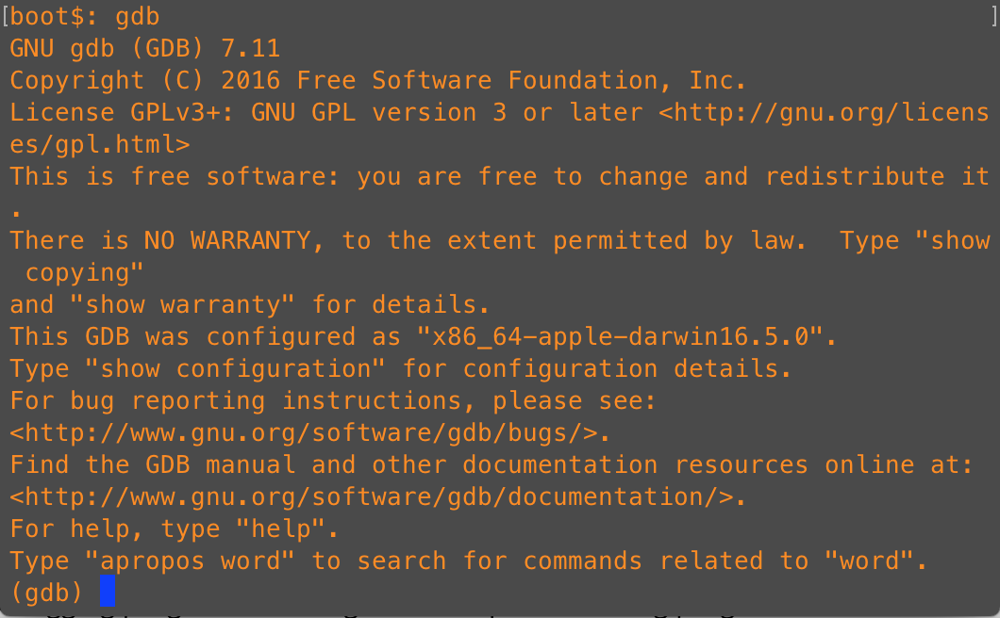 [boot$: gdb ]
GNU gdb (GDB) 7.11
Copyright (C) 2016 Free Software Foundation, Inc.
License GPLv3+: GNU GPL version 3 or later <http://gnu.org/licens
es/gpl.html>
This is free software: you are free to change and redistribute it
.
There is NO WARRANTY, to the extent permitted by law.  Type "show
 copying"
and "show warranty" for details.
This GDB was configured as "x86_64-apple-darwin16.5.0".
Type "show configuration" for configuration details.
For bug reporting instructions, please see:
<http://www.gnu.org/software/gdb/bugs/>.
Find the GDB manual and other documentation resources online at:
<http://www.gnu.org/software/gdb/documentation/>.
For help, type "help".
Type "apropos word" to search for commands related to "word".
(gdb)